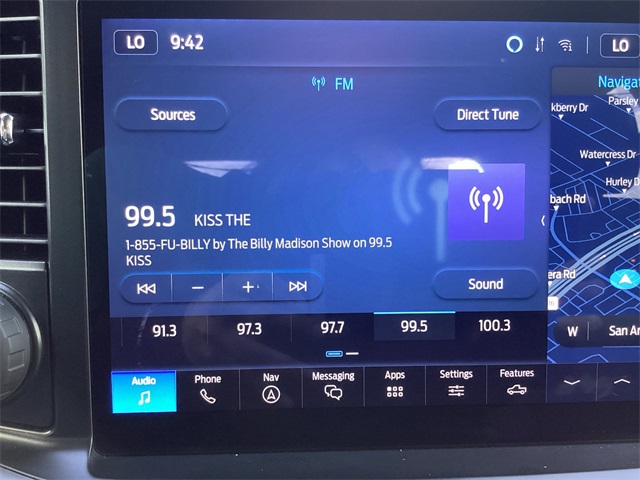 LO 9:42 LO
FM
Sources Direct Tune
99.5 KISS THE
1-855-FU-BILLY by The Billy Madison Show on 99.5
KISS
Sound
91.3 97.3 97.7 99.5 100.3
Audio Phone Nav Messaging Apps Settings Features
Navigat
Parsley
kberry Dr
Watercress Dr
Hurley D
bach Rd
era Rd
W San An